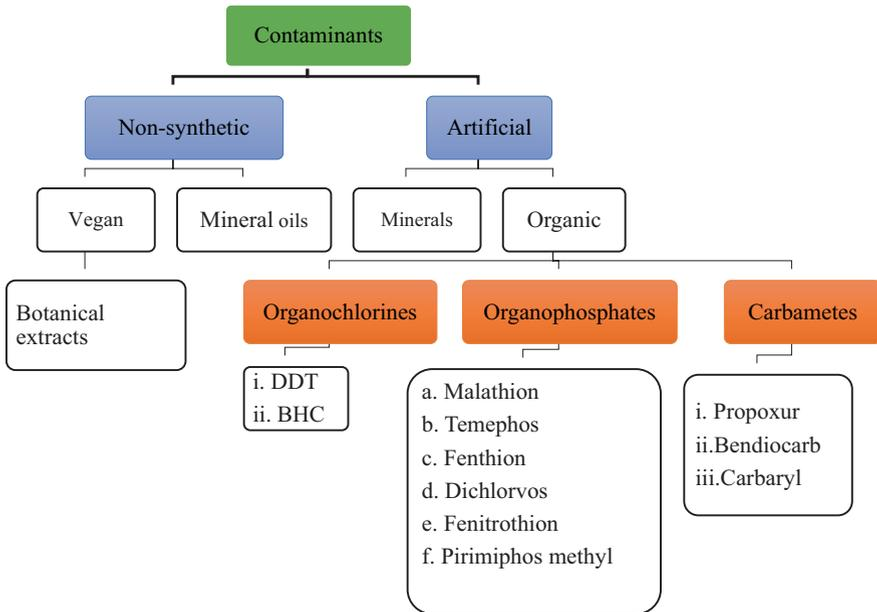 Contaminants
Non-synthetic
Artificial
Vegan
Mineral oils
Minerals
Organic
Botanical
extracts
Organochlorines
Organophosphates
Carbametes
i. DDT
ii. BHC
a. Malathion
b. Temephos
c. Fenthion
d. Dichlorvos
e. Fenitrothion
f. Pirimiphos methyl
i. Propoxur
ii.Bendiocarb
iii.Carbaryl